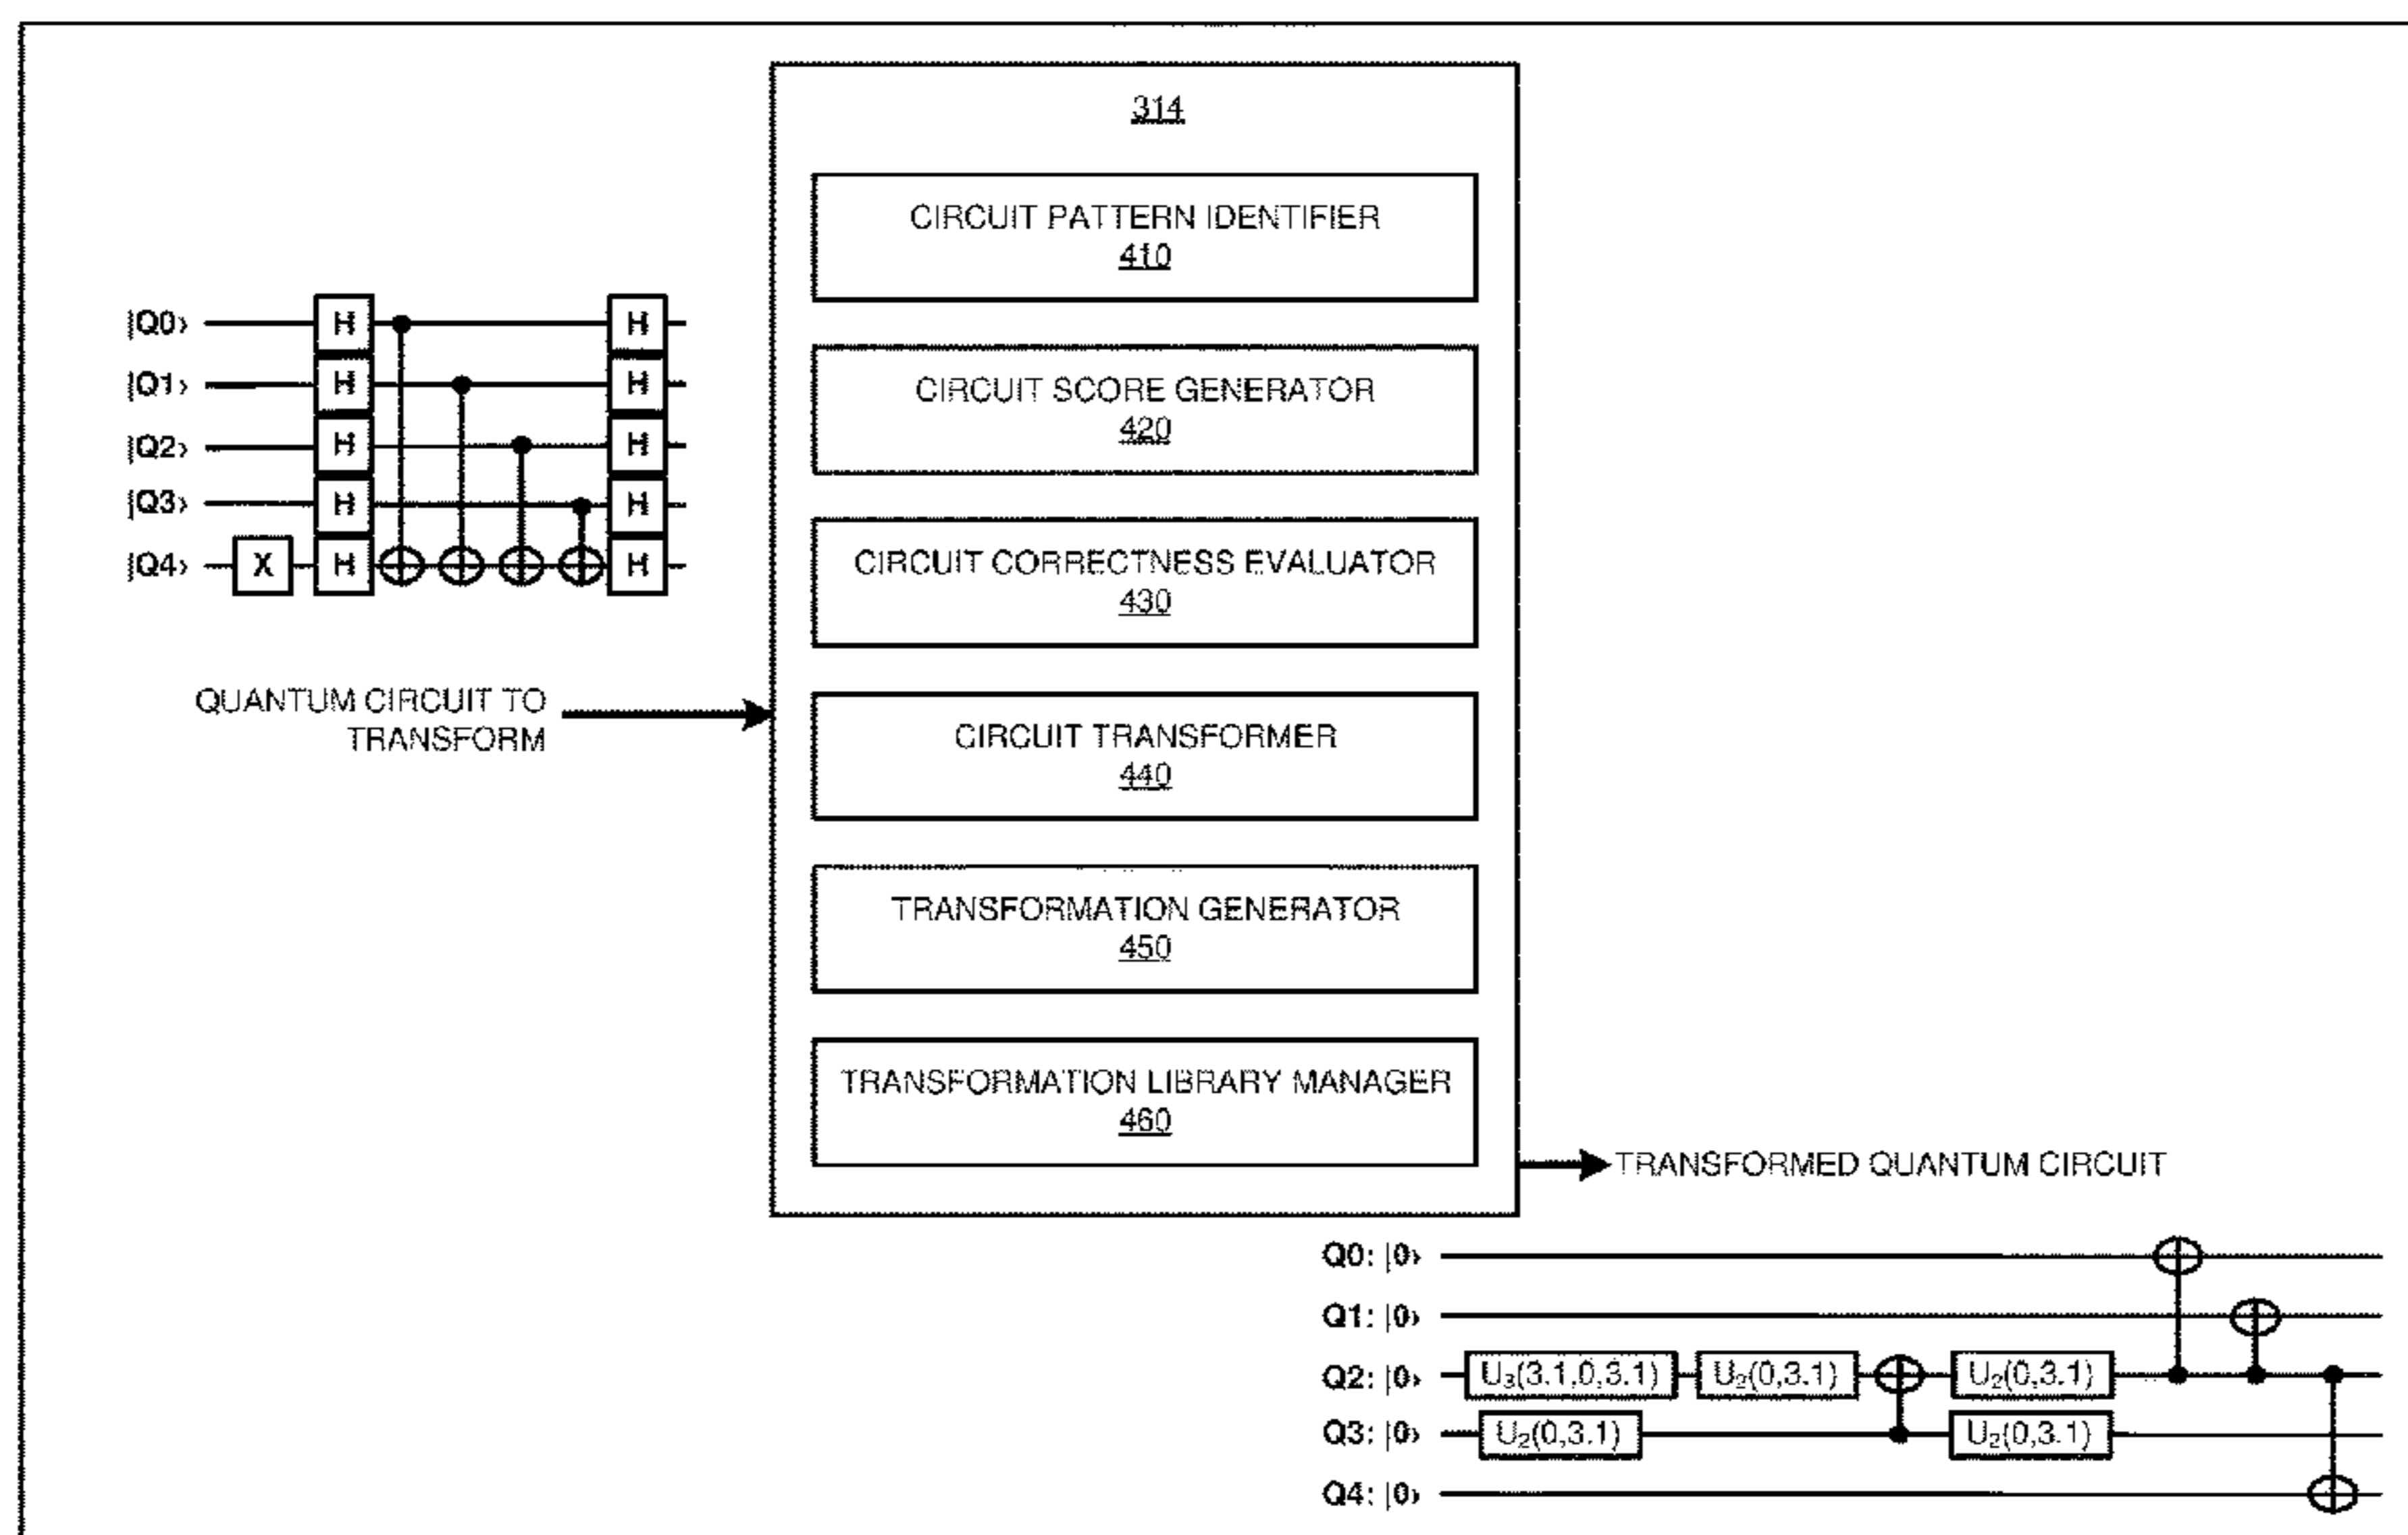 314
CIRCUIT PATTERN IDENTIFIER
410
CIRCUIT SCORE GENERATOR
420
CIRCUIT CORRECTNESS EVALUATOR
430
CIRCUIT TRANSFORMER
440
TRANSFORMATION GENERATOR
450
TRANSFORMATION LIBRARY MANAGER
460
|Q0› H H
|Q1› H H
|Q2› H H
|Q3› H H
|Q4› X H H
QUANTUM CIRCUIT TO
TRANSFORM
TRANSFORMED QUANTUM CIRCUIT
Q0: |0›
Q1: |0›
Q2: |0› U₃(3.1,0,3.1) U₂(0,3.1) U₂(0,3.1)
Q3: |0› U₂(0,3.1) U₂(0,3.1)
Q4: |0›